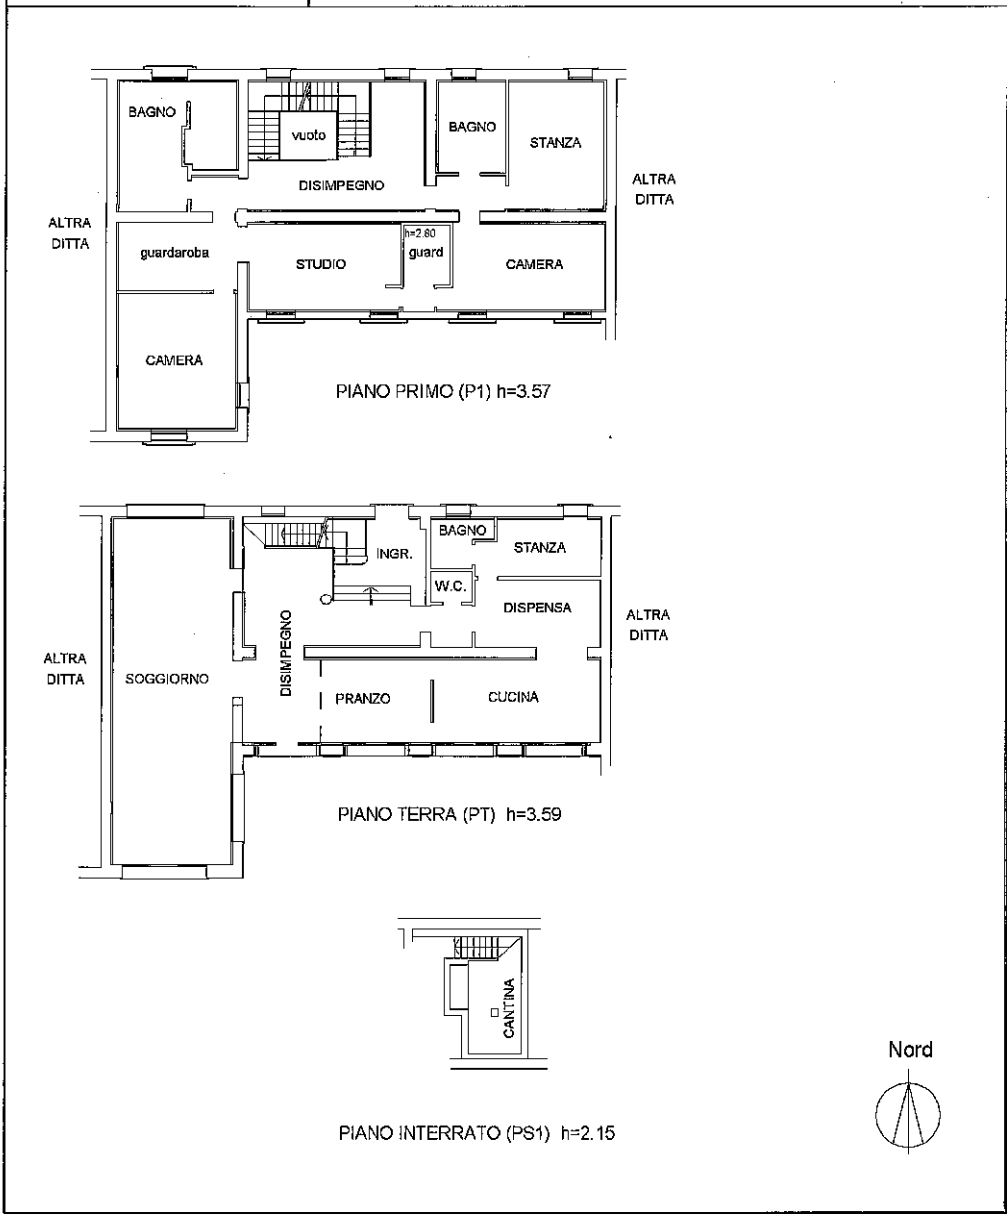 BAGNO
vuoto
BAGNO
STANZA
DISIMPEGNO
ALTRA
DITTA
ALTRA
DITTA
guardaroba
STUDIO
h=2.80
guard
CAMERA
CAMERA
PIANO PRIMO (P1) h=3.57
BAGNO
INGR.
STANZA
W.C.
DISPENSA
ALTRA
DITTA
ALTRA
DITTA
SOGGIORNO
DISIMPEGNO
PRANZO
CUCINA
PIANO TERRA (PT) h=3.59
CANTINA
Nord
PIANO INTERRATO (PS1) h=2.15